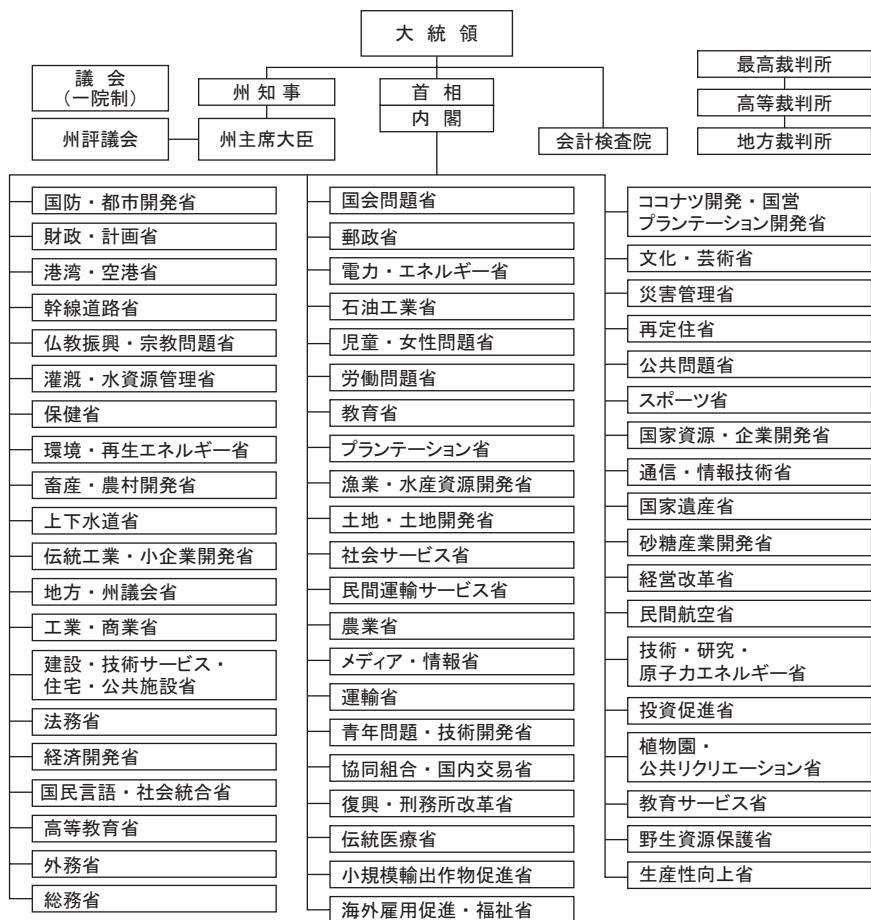 大統領
議会
(一院制)
州知事
首相
内閣
州評議会
州主席大臣
会計検査院
最高裁判所
高等裁判所
地方裁判所
国防・都市開発省
財政・計画省
港湾・空港省
幹線道路省
仏教振興・宗教問題省
灌漑・水資源管理省
保健省
環境・再生エネルギー省
畜産・農村開発省
上下水道省
伝統工業・小企業開発省
地方・州議会省
工業・商業省
建設・技術サービス・
住宅・公共施設省
法務省
経済開発省
国民言語・社会統合省
高等教育省
外務省
総務省
国会問題省
郵政省
電力・エネルギー省
石油工業省
児童・女性問題省
労働問題省
教育省
プランテーション省
漁業・水産資源開発省
土地・土地開発省
社会サービス省
民間運輸サービス省
農業省
メディア・情報省
運輸省
青年問題・技術開発省
協同組合・国内交易省
復興・刑務所改革省
伝統医療省
小規模輸出作物促進省
海外雇用促進・福祉省
ココナツ開発・国営
プランテーション開発省
文化・芸術省
災害管理省
再定住省
公共問題省
スポーツ省
国家資源・企業開発省
通信・情報技術省
国家遺産省
砂糖産業開発省
経営改革省
民間航空省
技術・研究・
原子力エネルギー省
投資促進省
植物園・
公共リクリエーション省
教育サービス省
野生資源保護省
生産性向上省